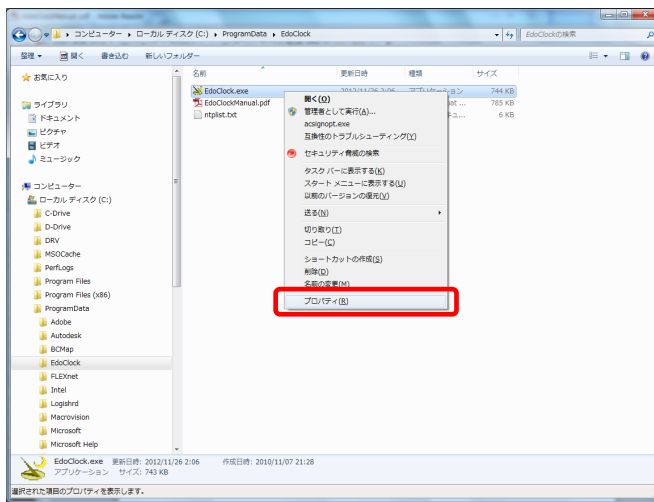 コンピューター ▸ ローカル ディスク (C:) ▸ ProgramData ▸ EdoClock
EdoClockの検索
整理 開く 書き込む 新しいフォルダー
お気に入り
ライブラリ
ドキュメント
ピクチャ
ビデオ
ミュージック
コンピューター
ローカル ディスク (C:)
C-Drive
D-Drive
DRV
MSOCache
PerfLogs
Program Files
Program Files (x86)
ProgramData
Adobe
Autodesk
BCMap
EdoClock
FLEXnet
Intel
Logishrd
Macrovision
Microsoft
Microsoft Help
名前 更新日時 種類 サイズ
EdoClock.exe 2012/11/26 2:06 アプリケーション 744 KB
EdoClockManual.pdf 785 KB
ntplist.txt 6 KB
開く(O)
管理者として実行(A)...
acsignopt.exe
互換性のトラブルシューティング(Y)
セキュリティ脅威の検索
タスク バーに表示する(K)
スタート メニューに表示する(U)
以前のバージョンの復元(V)
送る(N)
切り取り(T)
コピー(C)
ショートカットの作成(S)
削除(D)
名前の変更(M)
プロパティ(R)
EdoClock.exe 更新日時: 2012/11/26 2:06 作成日時: 2010/11/07 21:28
アプリケーション サイズ: 743 KB
選択された項目のプロパティを表示します。